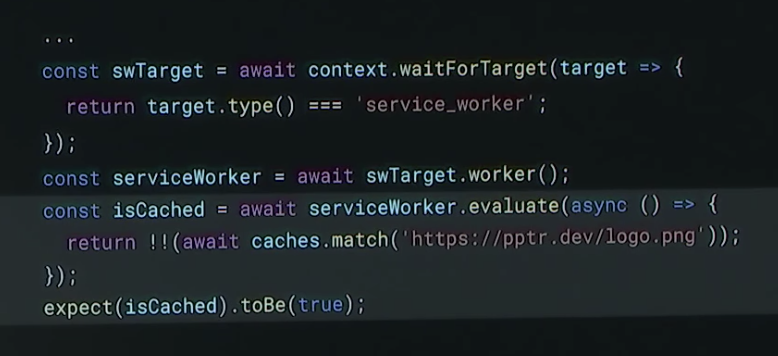 ...
const swTarget = await context.waitForTarget(target => {
  return target.type() === 'service_worker';
});
const serviceWorker = await swTarget.worker();
const isCached = await serviceWorker.evaluate(async () => {
  return !!(await caches.match('https://pptr.dev/logo.png'));
});
expect(isCached).toBe(true);